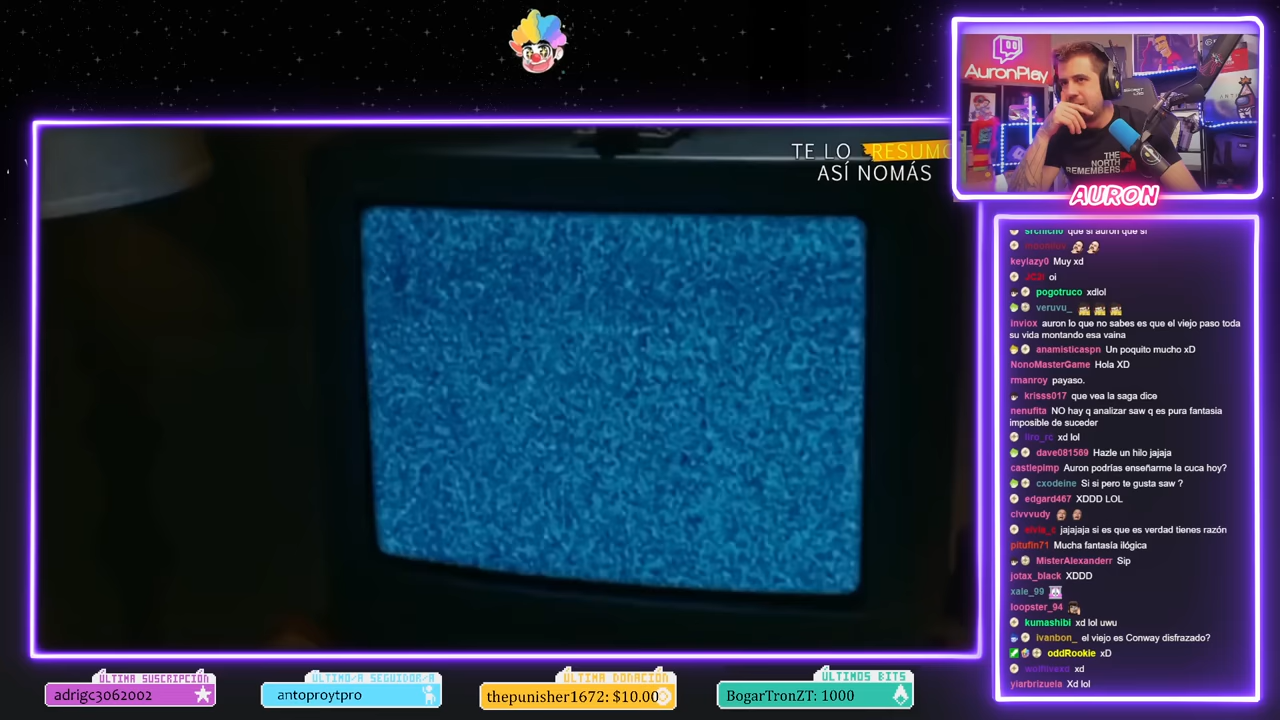 TE LO RESUMO
ASÍ NOMÁS
AuronPlay
THE
NORTH
REMEMBERS
AURON
srchicho que si auron que si
keylazy0 Muy xd
oi
pogotruco xdlol
veruvu_
inviox auron lo que no sabes es que el viejo paso toda
su vida montando esa vaina
anamisticaspn Un poquito mucho xD
NonoMasterGame Hola XD
rmanroy payaso.
krisss017 que vea la saga dice
nenufita NO hay q analizar saw q es pura fantasia
imposible de suceder
liro_rc xd lol
dave081569 Hazle un hilo jajaja
castlepimp Auron podrías enseñarme la cuca hoy?
cxodeine Si si pero te gusta saw ?
edgard467 XDDD LOL
clvvvudy
jajajaja si es que es verdad tienes razón
pitufin71 Mucha fantasía ilógica
MisterAlexanderr Sip
jotax_black XDDD
xale_99
loopster_94
kumashibi xd lol uwu
ivanbon_ el viejo es Conway disfrazado?
oddRookie xD
xd
yiarbrizuela Xd lol
ÚLTIMA SUSCRIPCIÓN
adrigc3062002
ÚLTIMO/A SEGUIDOR/A
antoproytpro
ÚLTIMA DONACIÓN
thepunisher1672: $10.00
ÚLTIMOS BITS
BogarTronZT: 1000